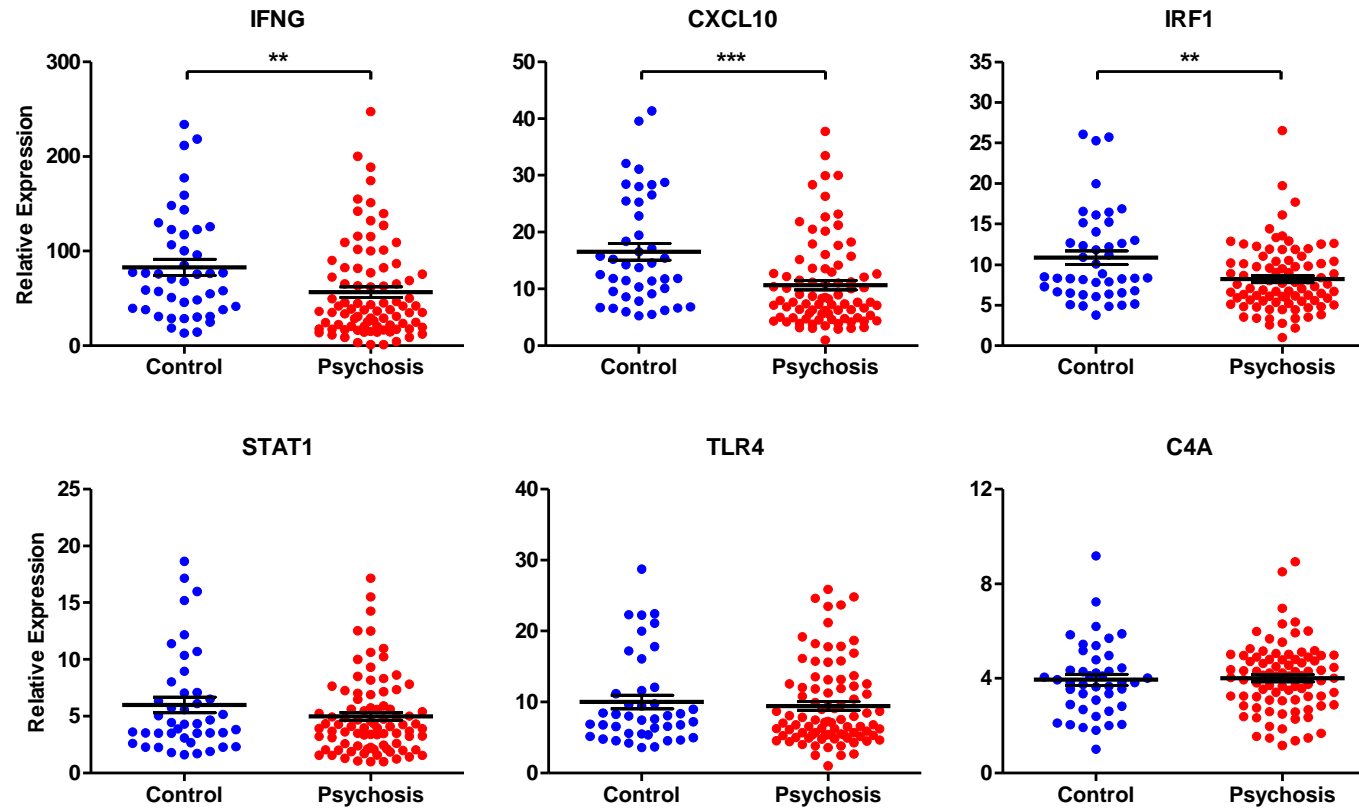 IFNG
CXCL10
IRF1
**
***
**
Relative Expression
300
200
100
0
50
40
30
20
10
0
35
30
25
20
15
10
5
0
Control
Psychosis
Control
Psychosis
Control
Psychosis
STAT1
TLR4
C4A
Relative Expression
25
20
15
10
5
0
40
30
20
10
0
12
8
4
0
Control
Psychosis
Control
Psychosis
Control
Psychosis